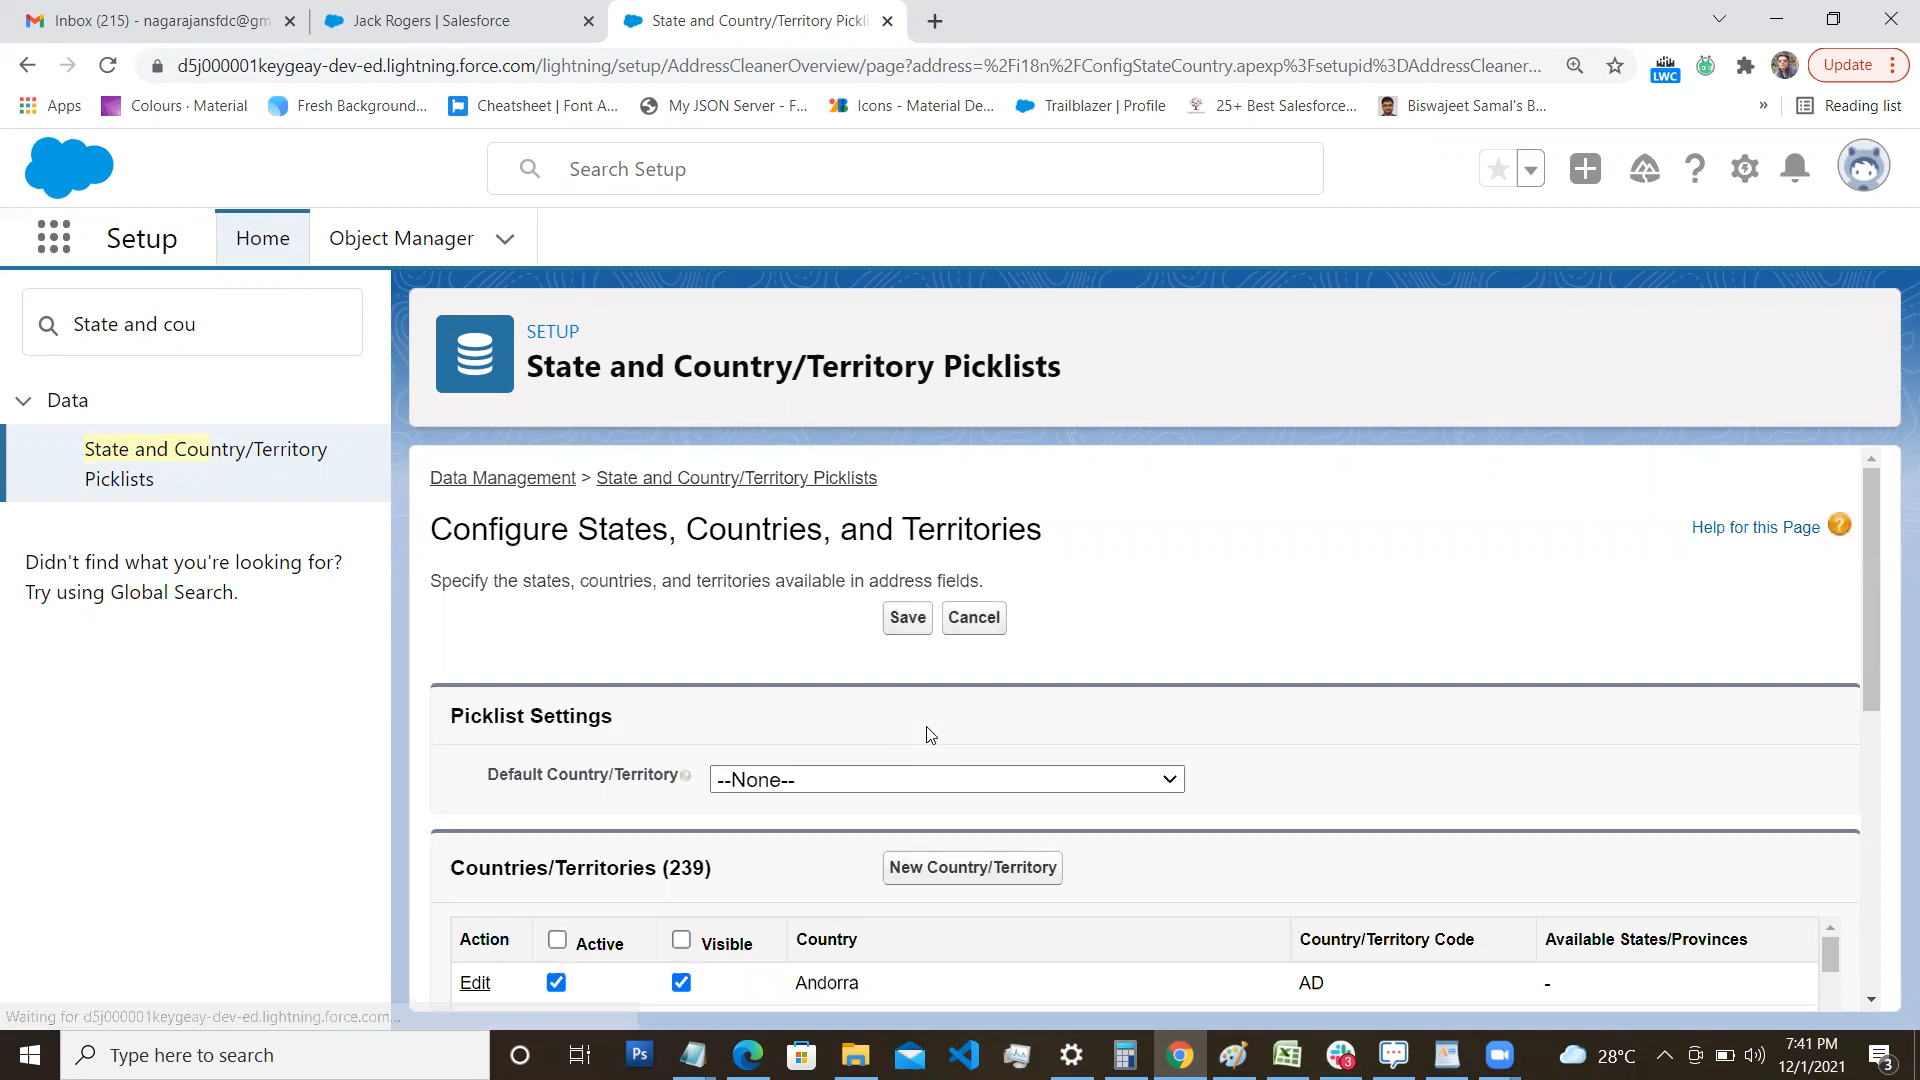 Inbox (215) - nagarajansfdc@gm
Jack Rogers | Salesforce
State and Country/Territory Pickli
d5j000001keygeay-dev-ed.lightning.force.com/lightning/setup/AddressCleanerOverview/page?address=%2Fi18n%2FConfigStateCountry.apexp%3Fsetupid%3DAddressCleaner...
LWC
Update
Apps
Colours · Material
Fresh Background...
Cheatsheet | Font A...
My JSON Server - F...
Icons - Material De...
Trailblazer | Profile
25+ Best Salesforce...
Biswajeet Samal's B...
»
Reading list
Search Setup
Setup
Home
Object Manager
State and cou
Data
State and Country/Territory
Picklists
Didn't find what you're looking for?
Try using Global Search.
SETUP
State and Country/Territory Picklists
Data Management > State and Country/Territory Picklists
Configure States, Countries, and Territories
Help for this Page
Specify the states, countries, and territories available in address fields.
Save
Cancel
Picklist Settings
Default Country/Territory
--None--
Countries/Territories (239)
New Country/Territory
Action
Active
Visible
Country
Country/Territory Code
Available States/Provinces
Edit
Andorra
AD
-
Waiting for d5j000001keygeay-dev-ed.lightning.force.com...
Type here to search
Ps
3
28°C
7:41 PM
12/1/2021
3